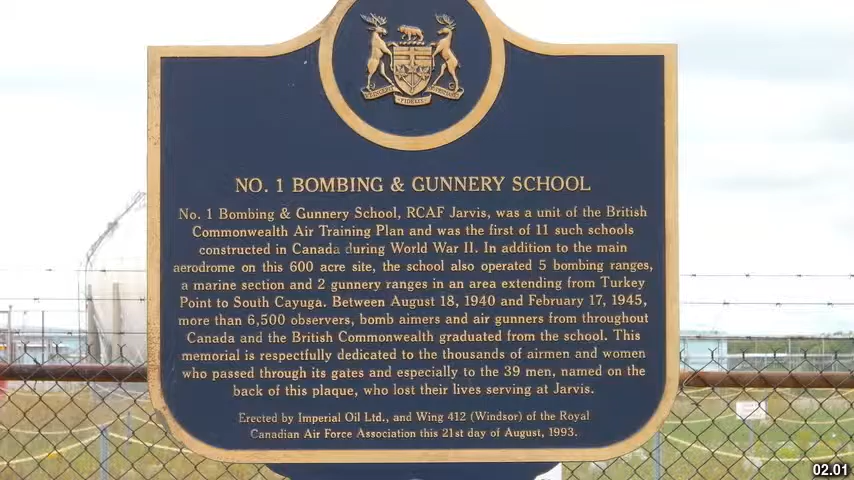 NO. 1 BOMBING & GUNNERY SCHOOL
No. 1 Bombing & Gunnery School, RCAF Jarvis, was a unit of the British
Commonwealth Air Training Plan and was the first of 11 such schools
constructed in Canada during World War II. In addition to the main
aerodrome on this 600 acre site, the school also operated 5 bombing ranges,
a marine section and 2 gunnery ranges in an area extending from Turkey
Point to South Cayuga. Between August 18, 1940 and February 17, 1945,
more than 6,500 observers, bomb aimers and air gunners from throughout
Canada and the British Commonwealth graduated from the school. This
memorial is respectfully dedicated to the thousands of airmen and women
who passed through its gates and especially to the 39 men, named on the
back of this plaque, who lost their lives serving at Jarvis.
Erected by Imperial Oil Ltd., and Wing 412 (Windsor) of the Royal
Canadian Air Force Association this 21st day of August, 1993.
02.01